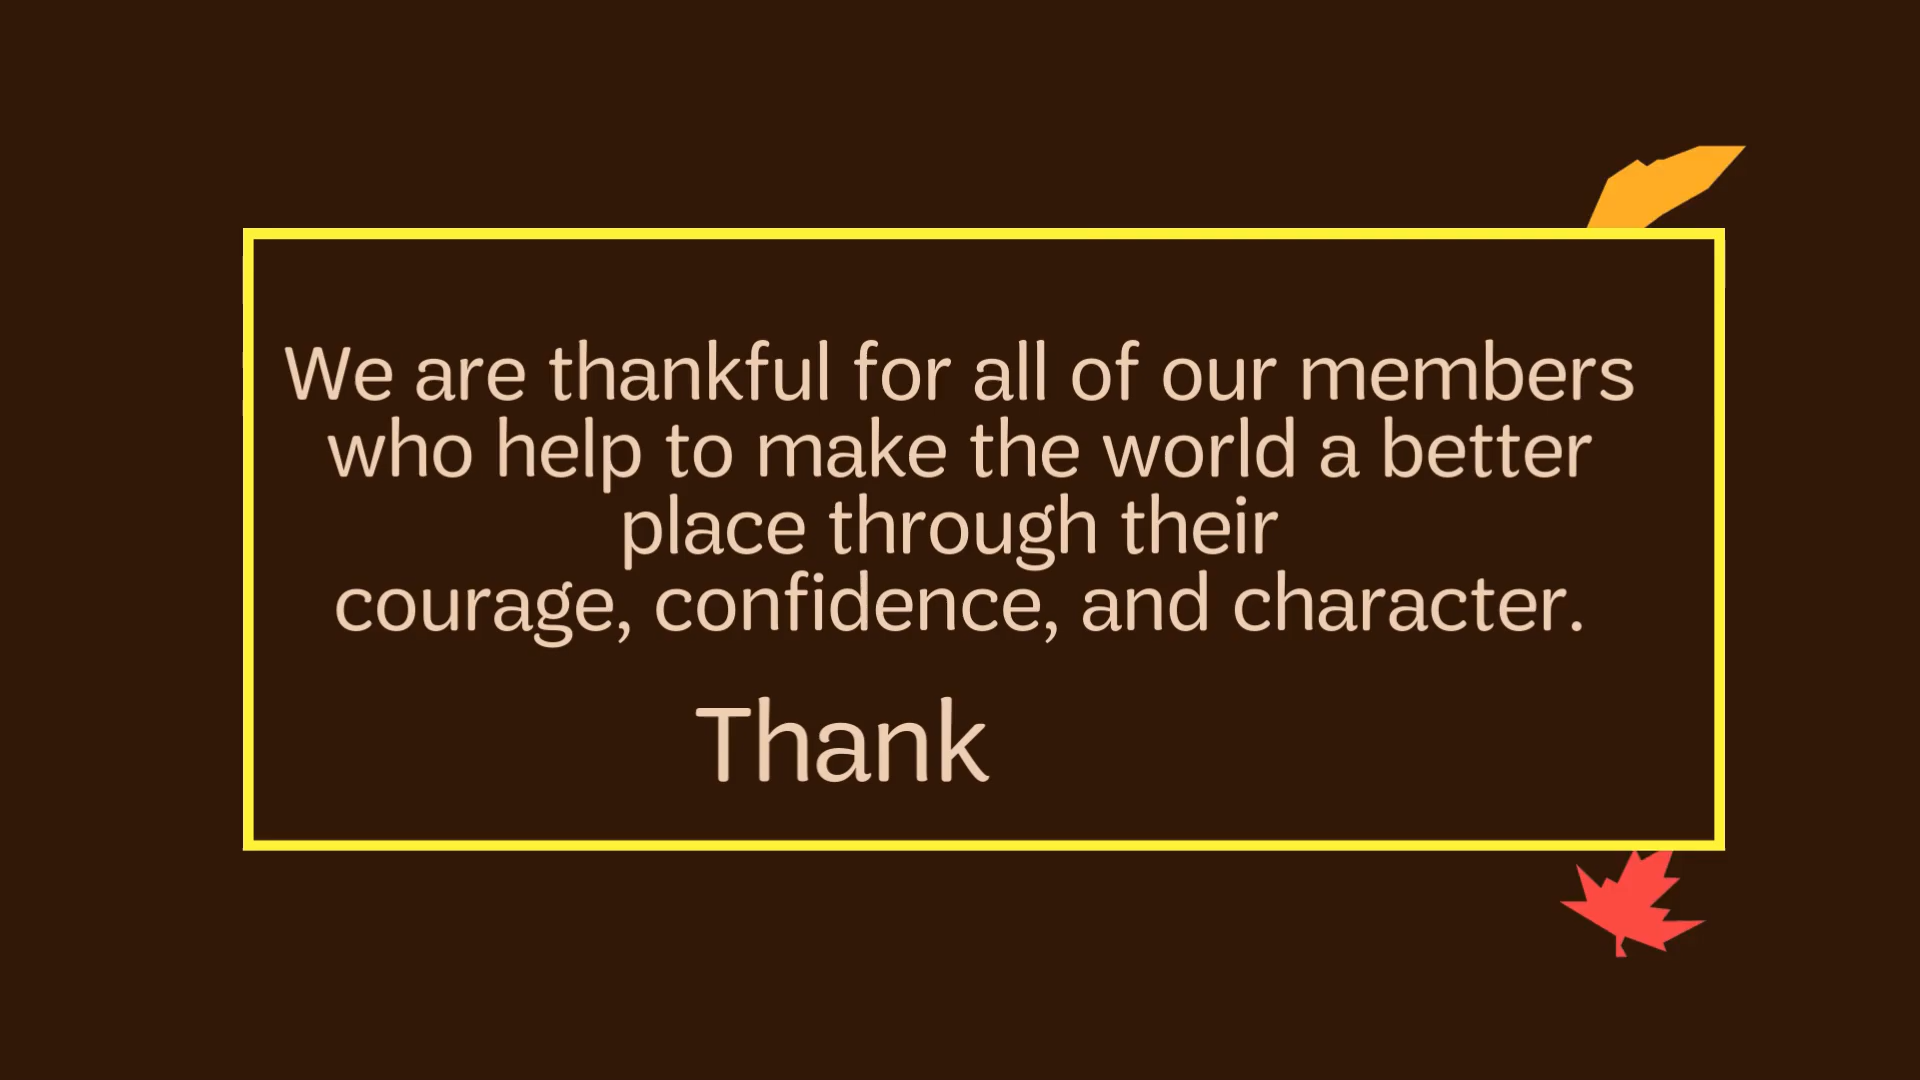 We are thankful for all of our members
who help to make the world a better
place through their
courage, confidence, and character.
Thank